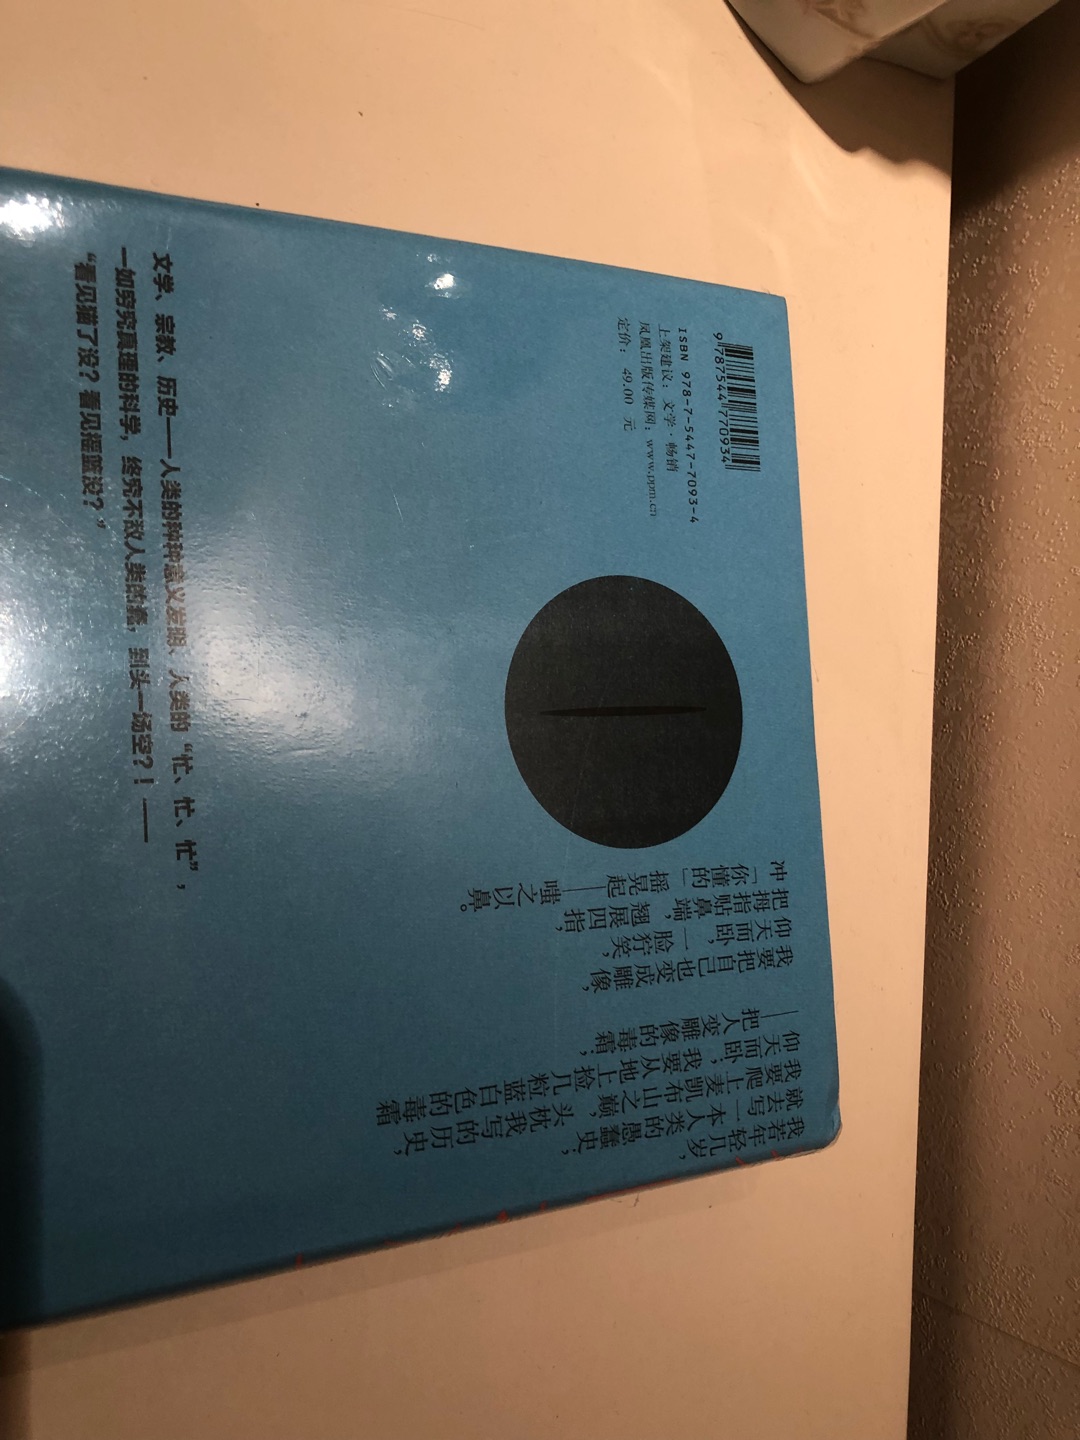 ISBN 978-7-5447-7093-4
9 787544 770934
上架建议：文学·畅销
凤凰出版传媒网：www.ppm.cn
定价：49.00 元
我若年轻几岁，
就去写一本人类的愚蠢史；
我要爬上麦凯布山之巅，
头枕我写的历史，
仰天而卧；
我要从地上捡几粒蓝白色的毒霜
——把人变雕像的毒霜，
我要把自己也变成雕像，
仰天而卧，一脸狞笑，
把拇指贴鼻端，翘展四指，
冲「你懂的」摇晃起——嗤之以鼻。
文学、宗教、历史——人类的种种意义发明、人类的“忙、忙、忙”，
一如穷究真理的科学，终究不敌人类的蠢，到头一场空？！——
“看见猫了没？看见摇篮没？”